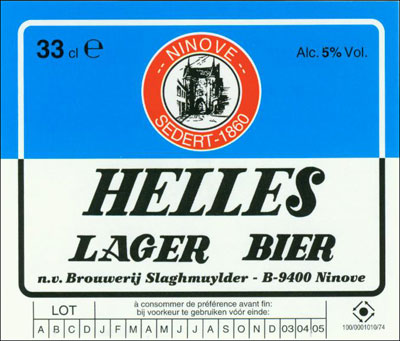 33 cl e
-- NINOVE --
SEDERT-1860
Alc. 5% Vol.
HELLES
LAGER BIER
n.v. Brouwerij Slaghmuylder - B-9400 Ninove
LOT
à consommer de préférence avant fin:
bij voorkeur te gebruiken vóór einde:
A B C D J F M A M J J A S O N D 03 04 05
100/0001010/74